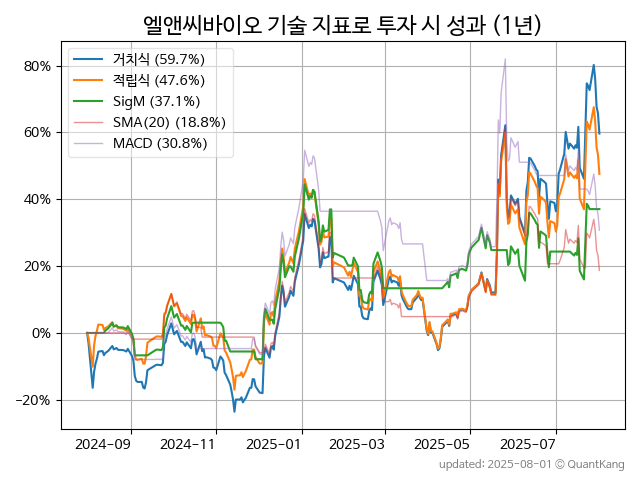 엘앤씨바이오 기술 지표로 투자 시 성과 (1년)
거치식 (59.7%)
적립식 (47.6%)
SigM (37.1%)
SMA(20) (18.8%)
MACD (30.8%)
80%
60%
40%
20%
0%
−20%
2024-09 2024-11 2025-01 2025-03 2025-05 2025-07
updated: 2025-08-01 © QuantKang